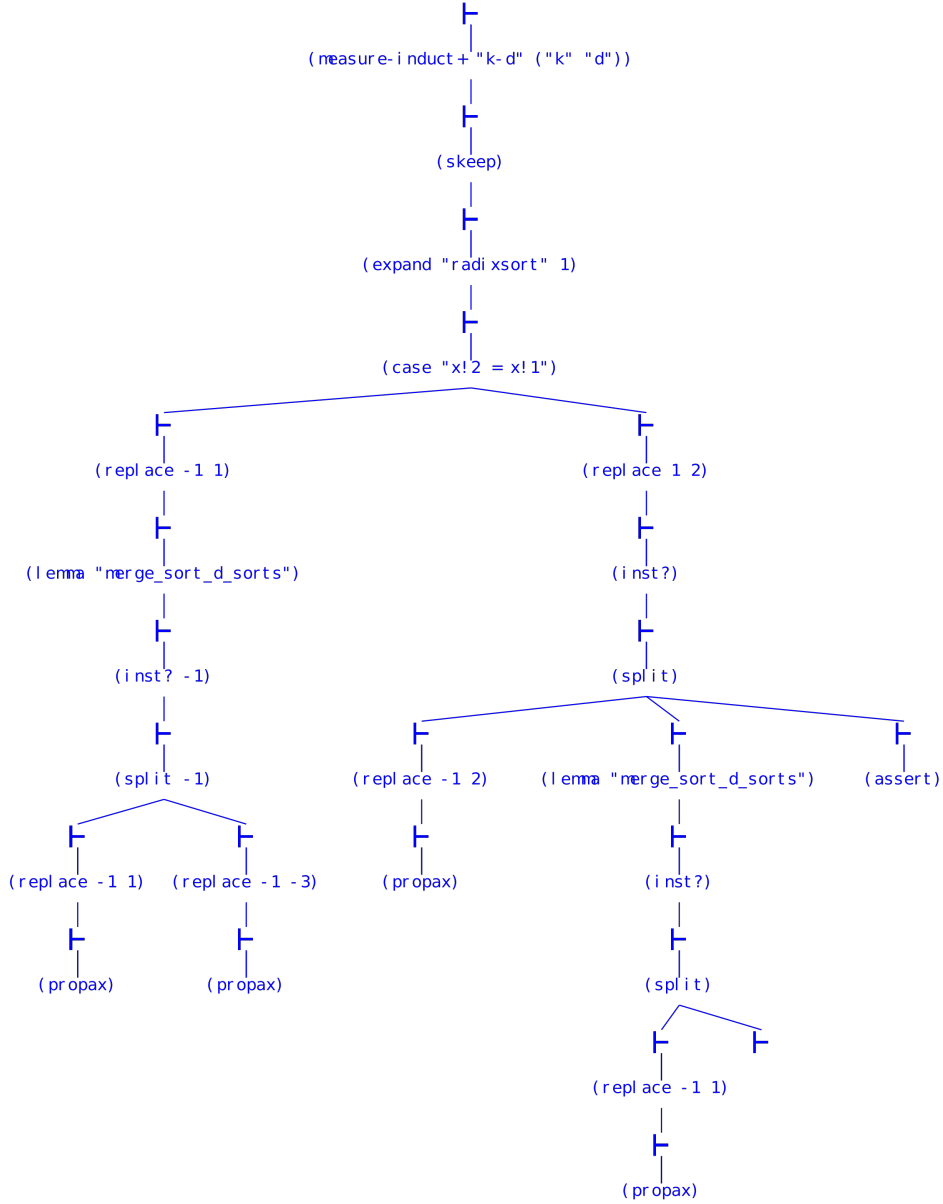 (measure-induct+ "k-d" ("k" "d"))
(skeep)
(expand "radixsort" 1)
(case "x!2 = x!1")
(replace -1 1) (replace 1 2)
(lemma "merge_sort_d_sorts") (inst?)
(inst? -1) (split)
(split -1) (replace -1 2) (lemma "merge_sort_d_sorts") (assert)
(replace -1 1) (replace -1 -3) (propax) (inst?)
(propax) (propax) (split)
(replace -1 1)
(propax)